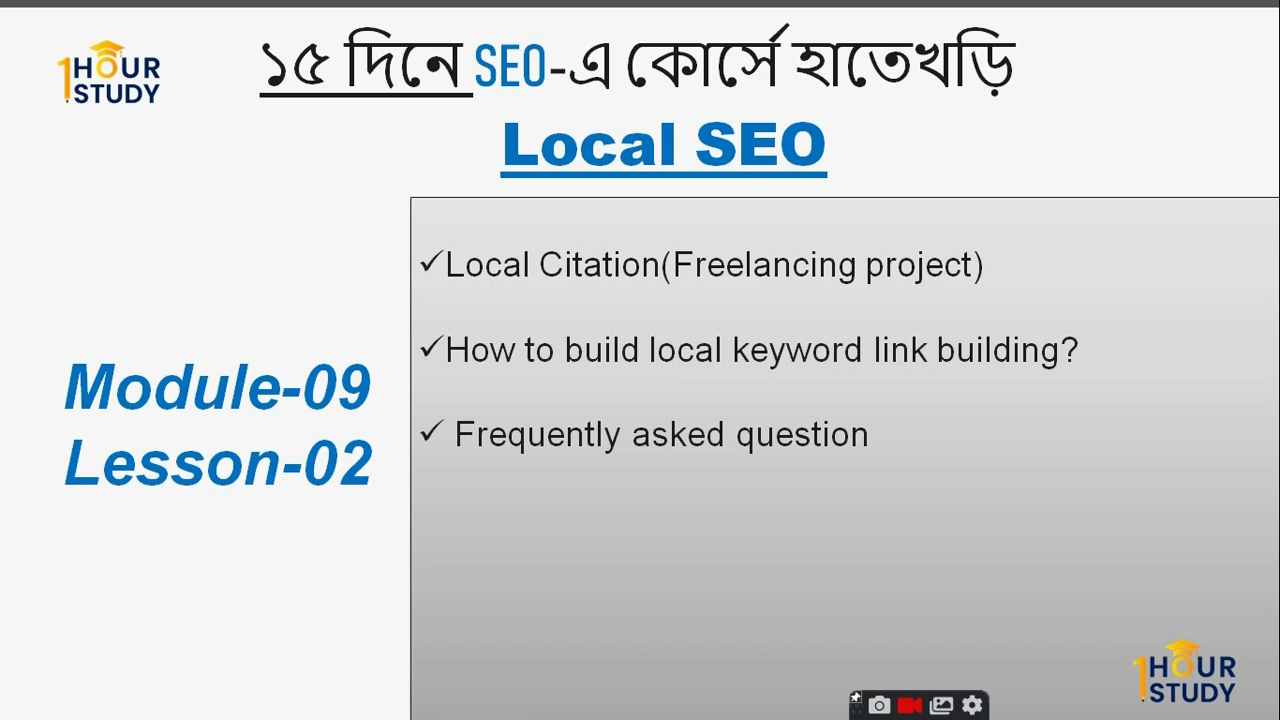 1HOUR
STUDY
১৫ দিনে SEO-এ কোর্সে হাতেখড়ি
Local SEO
✓Local Citation(Freelancing project)
✓How to build local keyword link building?
✓ Frequently asked question
Module-09
Lesson-02
1HOUR
STUDY